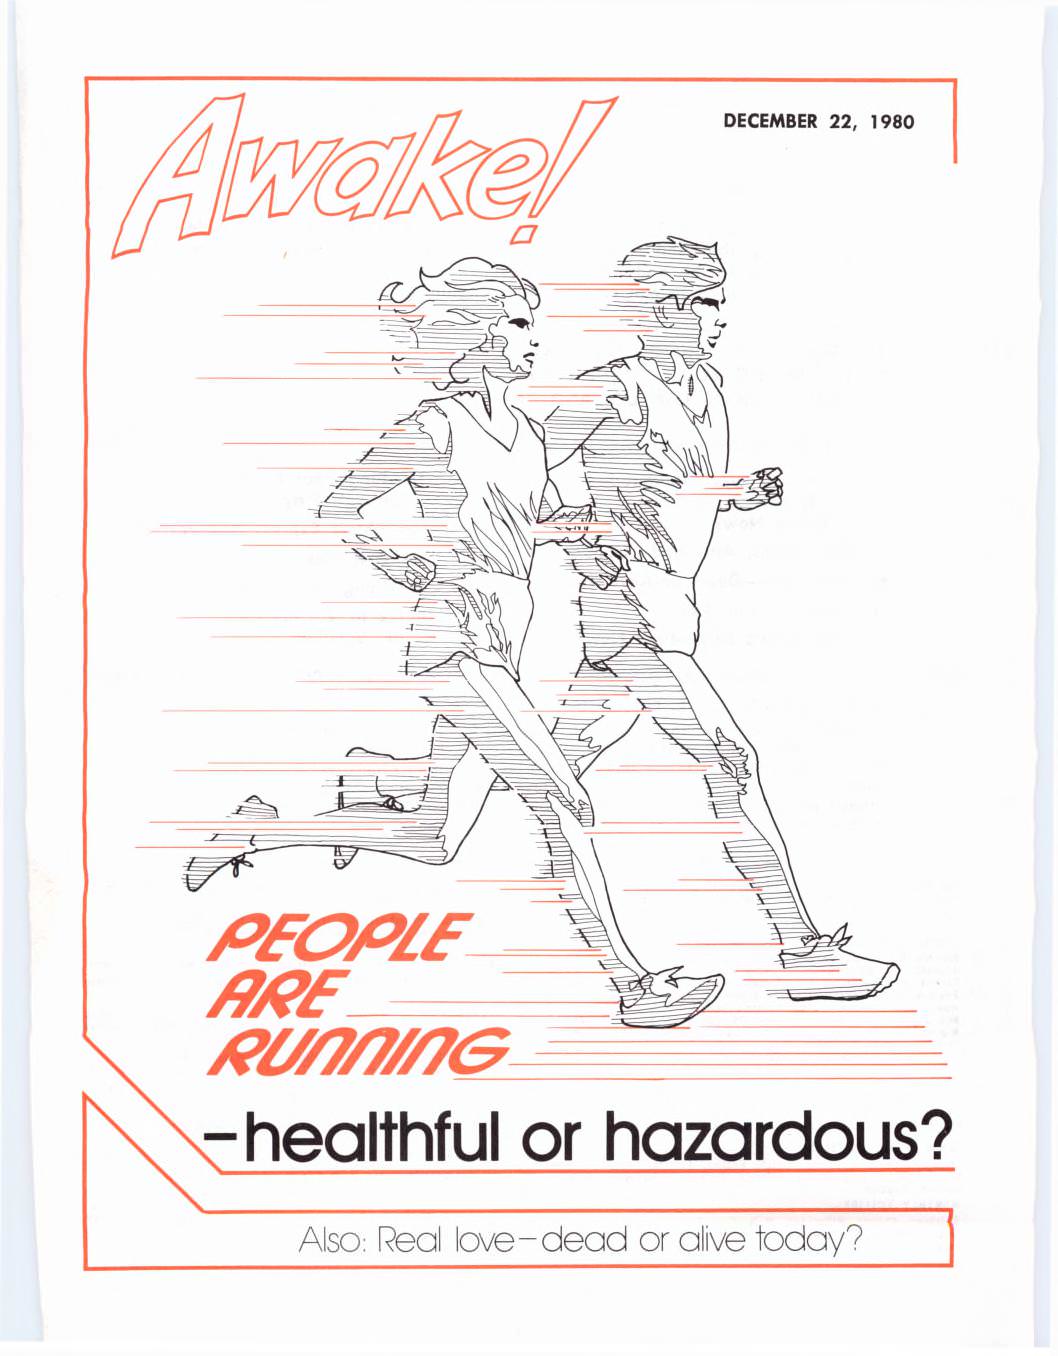 Awake!
DECEMBER 22, 1980
PEOPLE
ARE
RUNNING
–healthful or hazardous?
Also: Real love–dead or alive today?